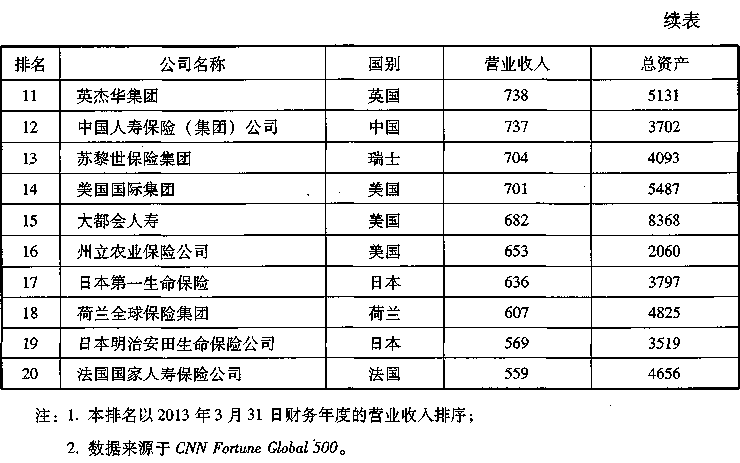 续表
排名 公司名称 国别 营业收入 总资产
11 英杰华集团 英国 738 5131
12 中国人寿保险（集团）公司 中国 737 3702
13 苏黎世保险集团 瑞士 704 4093
14 美国国际集团 美国 701 5487
15 大都会人寿 美国 682 8368
16 州立农业保险公司 美国 653 2060
17 日本第一生命保险 日本 636 3797
18 荷兰全球保险集团 荷兰 607 4825
19 日本明治安田生命保险公司 日本 569 3519
20 法国国家人寿保险公司 法国 559 4656
注：1. 本排名以 2013 年 3 月 31 日财务年度的营业收入排序；
2. 数据来源于 CNN Fortune Global 500。